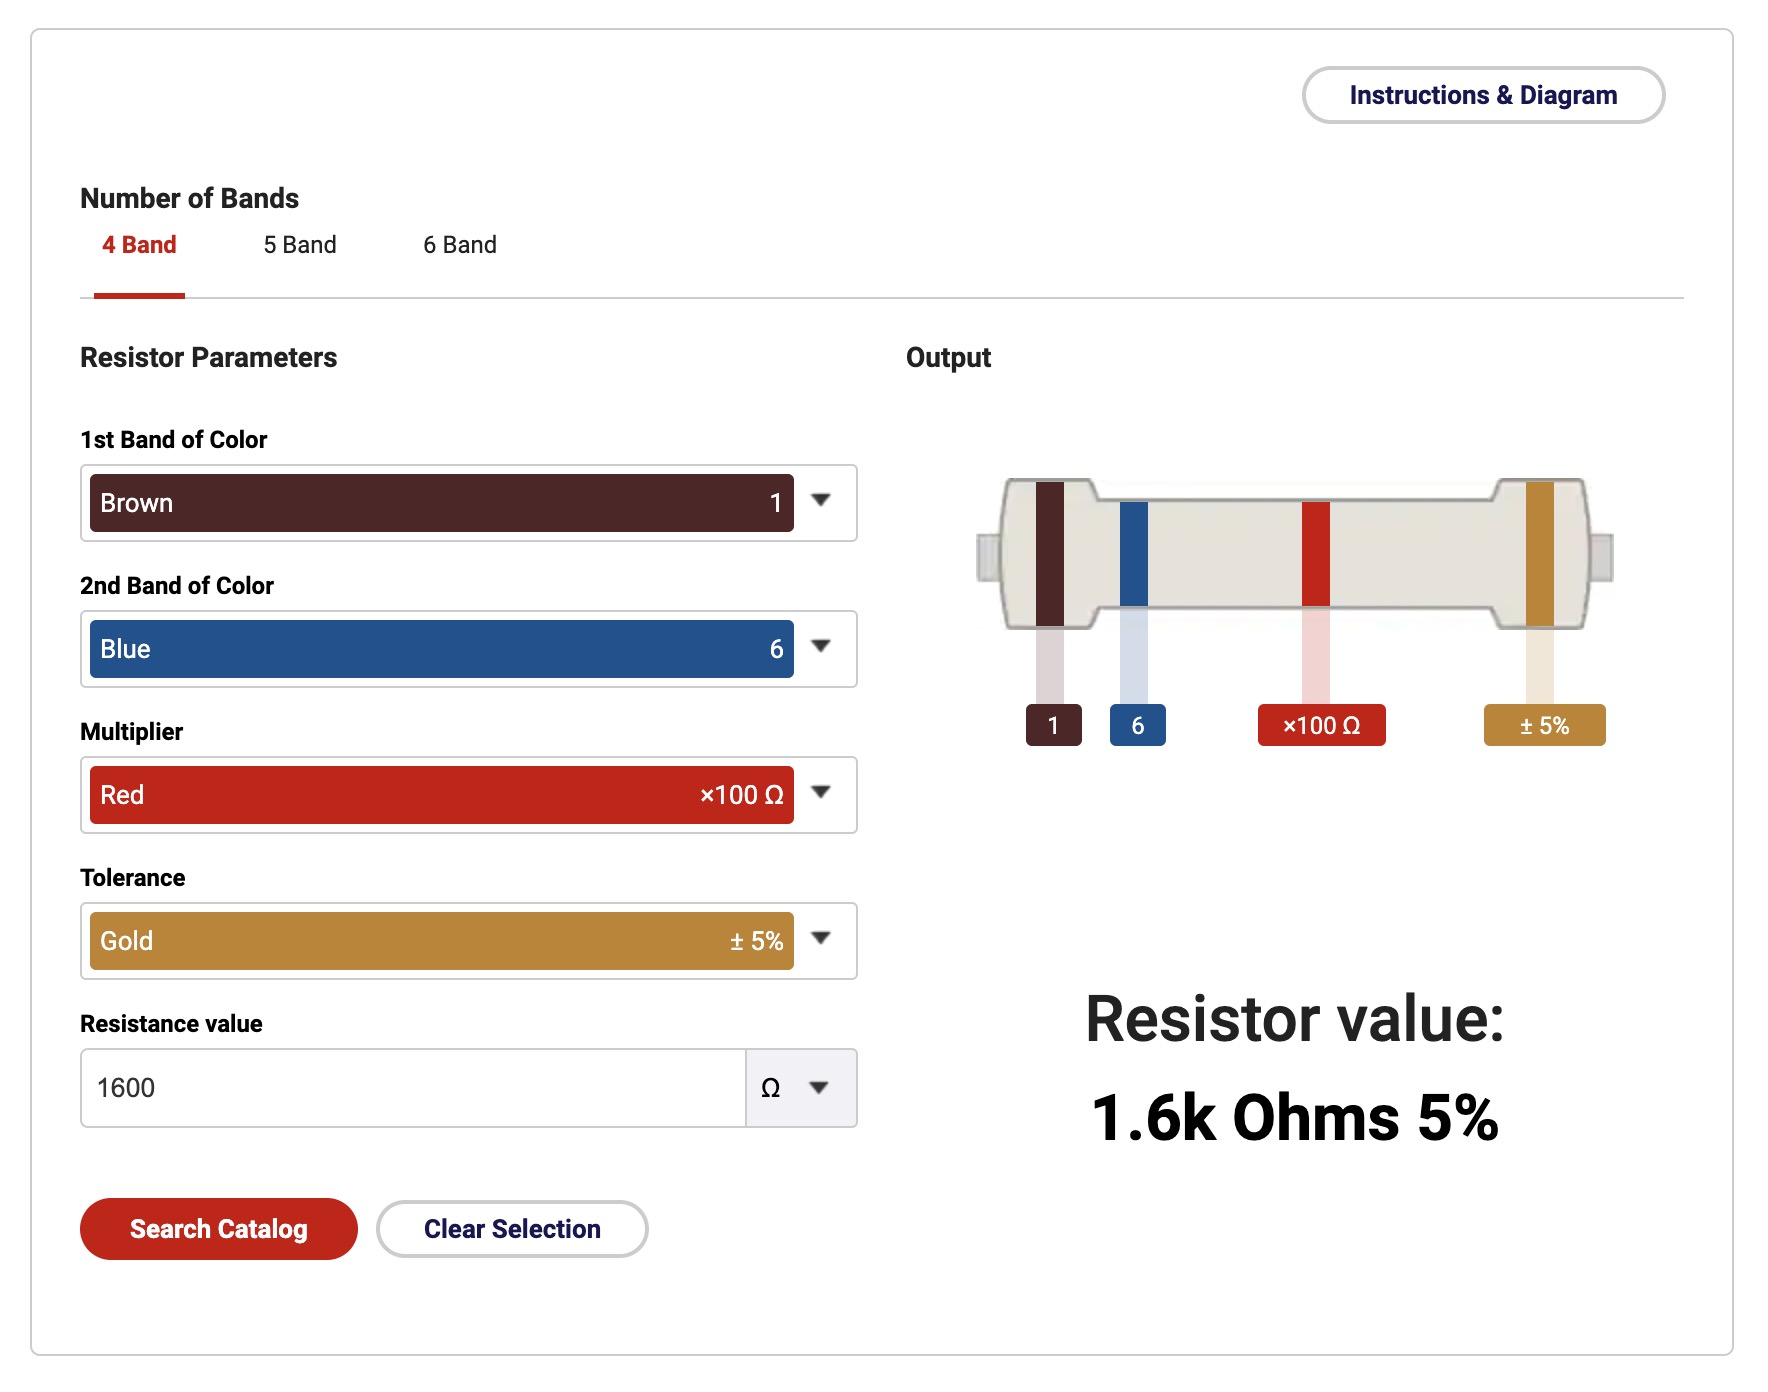 Instructions & Diagram
Number of Bands
4 Band 5 Band 6 Band
Resistor Parameters
1st Band of Color
Brown 1
2nd Band of Color
Blue 6
Multiplier
Red ×100 Ω
Tolerance
Gold ± 5%
Resistance value
1600 Ω
Search Catalog Clear Selection
Output
1 6 ×100 Ω ± 5%
Resistor value:
1.6k Ohms 5%